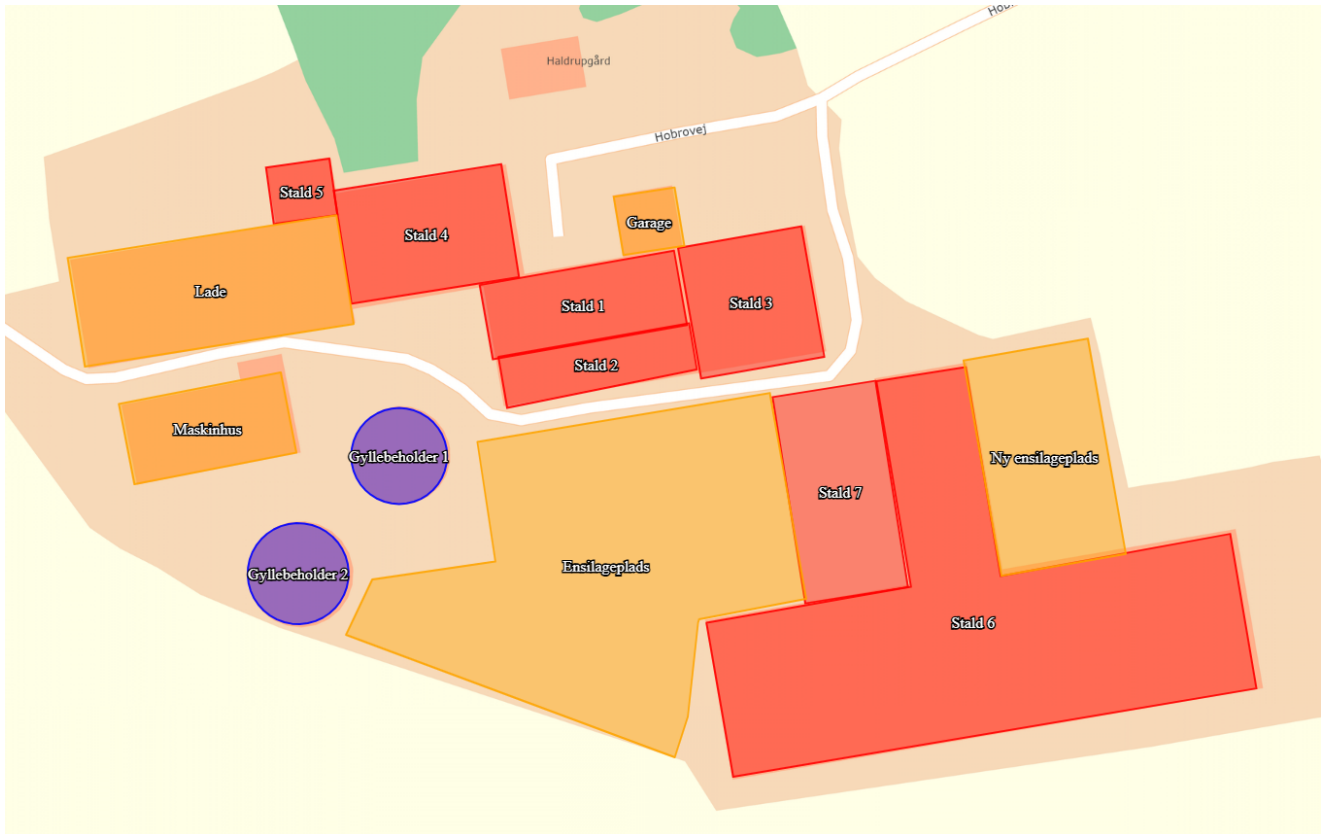 Haldrupgård
Hobrovej
Stald 5
Stald 4
Garage
Lade
Stald 1
Stald 3
Stald 2
Maskinhus
Gyllebeholder 1
Ny ensilageplads
Stald 7
Ensilageplads
Gyllebeholder 2
Stald 6